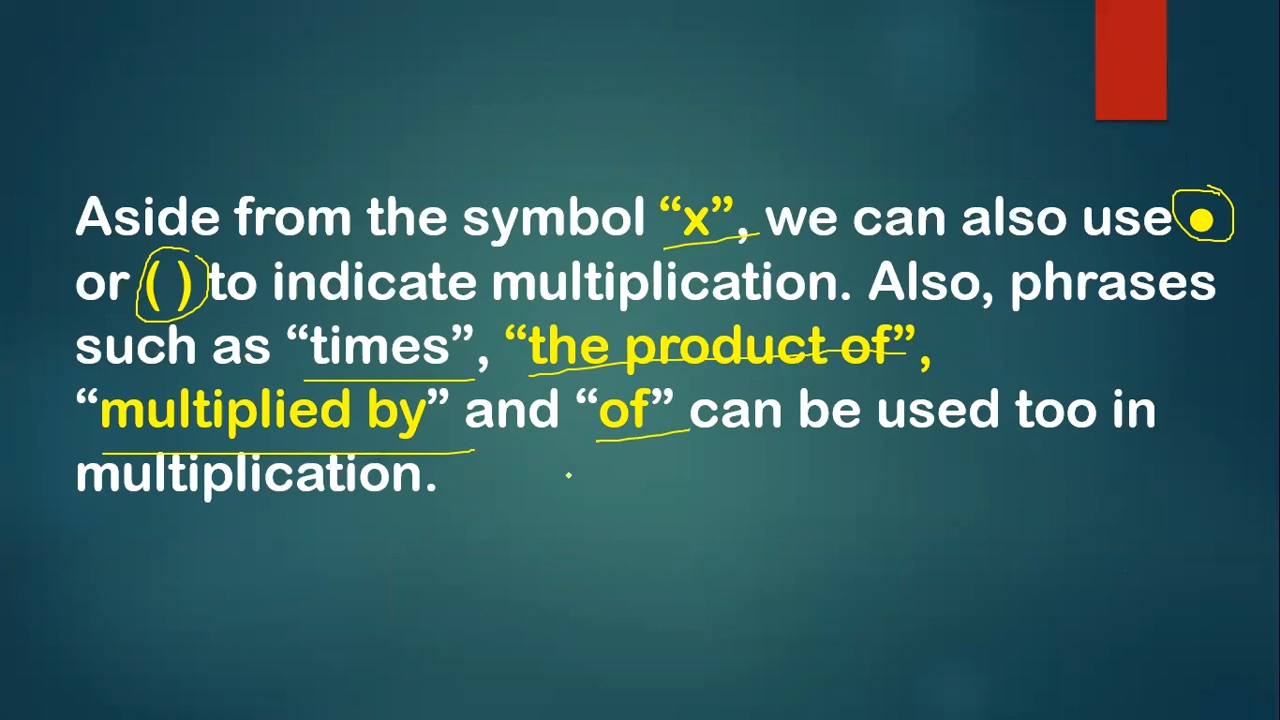 Aside from the symbol “x”, we can also use ●
or ( ) to indicate multiplication. Also, phrases
such as “times”, “the product of”,
“multiplied by” and “of” can be used too in
multiplication.